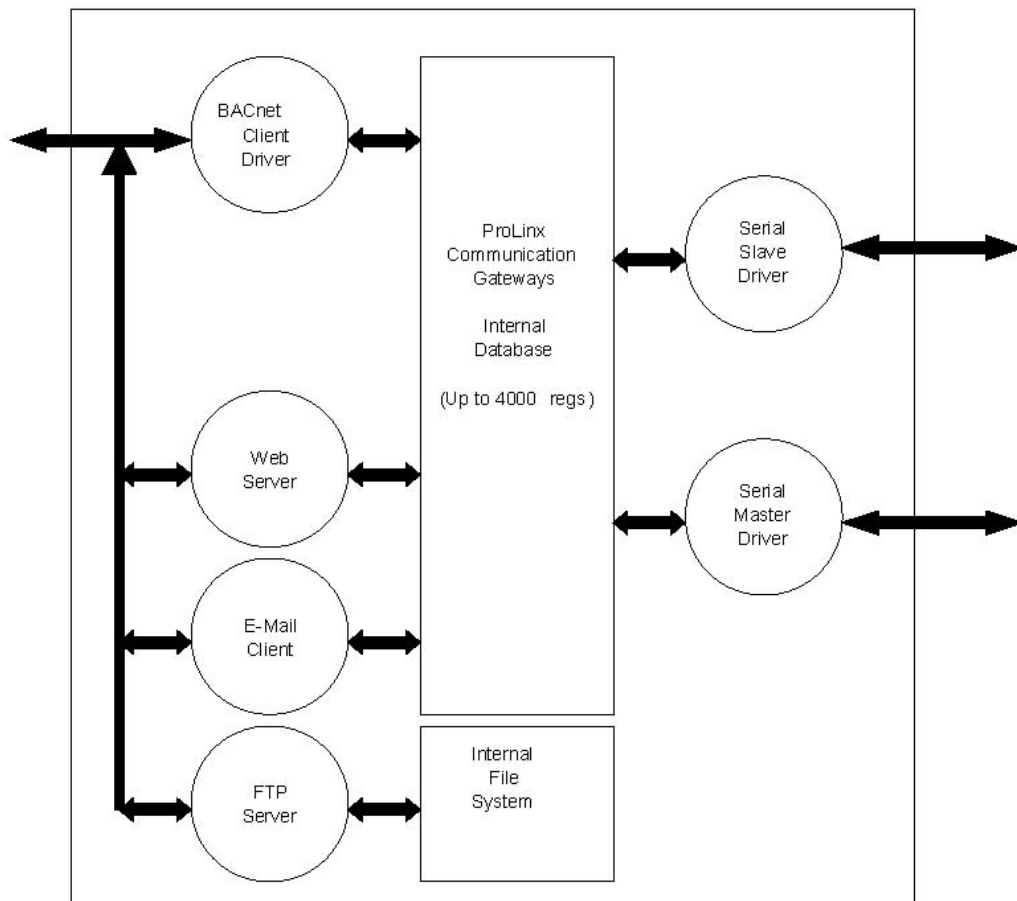 BACnet
Client
Driver
ProLinx
Communication
Gateways
Internal
Database
(Up to 4000 regs)
Serial
Slave
Driver
Web
Server
Serial
Master
Driver
E-Mail
Client
FTP
Server
Internal
File
System